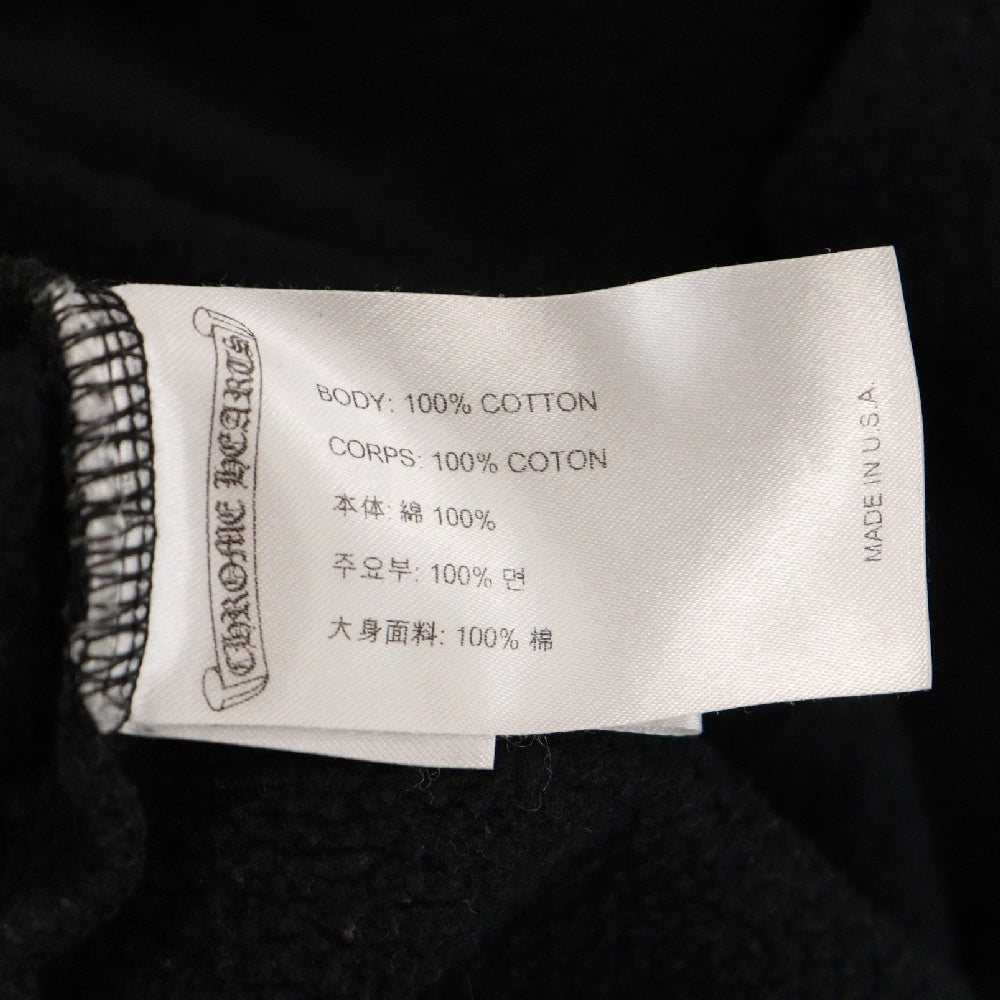 CHROME HEARTS
BODY: 100% COTTON
CORPS: 100% COTON
本体: 綿 100%
주요부: 100% 면
大身面料: 100% 棉
MADE IN U.S.A.